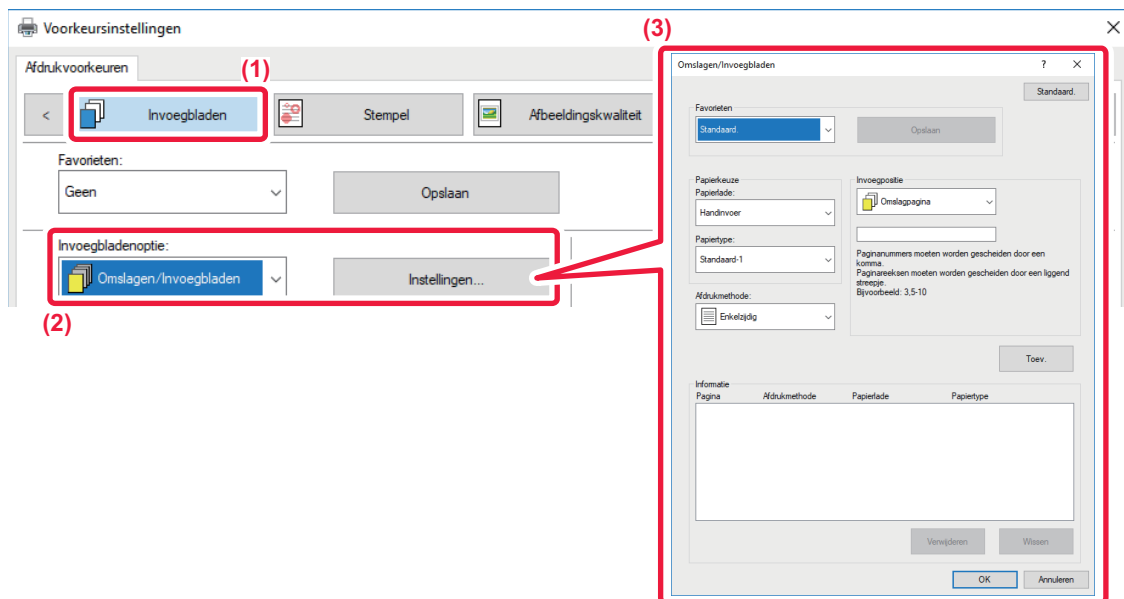 Voorkeursinstellingen
Afdrukvoorkeuren
(1)
< Invoegbladen Stempel Afbeeldingskwaliteit
Favorieten:
Geen Opslaan
Invoegbladenoptie:
Omslagen/Invoegbladen Instellingen...
(2)
(3)
Omslagen/Invoegbladen ?
Standaard.
Favorieten
Standaard. Opslaan
Papierkeuze
Papierlade:
Handinvoer
Papiertype:
Standaard-1
Afdrukmethode:
Enkelzijdig
Invoegpositie
Omslagpagina
Paginanummers moeten worden gescheiden door een
komma.
Paginareeksen moeten worden gescheiden door een liggend
streepje.
Bijvoorbeeld: 3,5-10
Toev.
Informatie
Pagina Afdrukmethode Papierlade Papiertype
Verwijderen Wissen
OK Annuleren